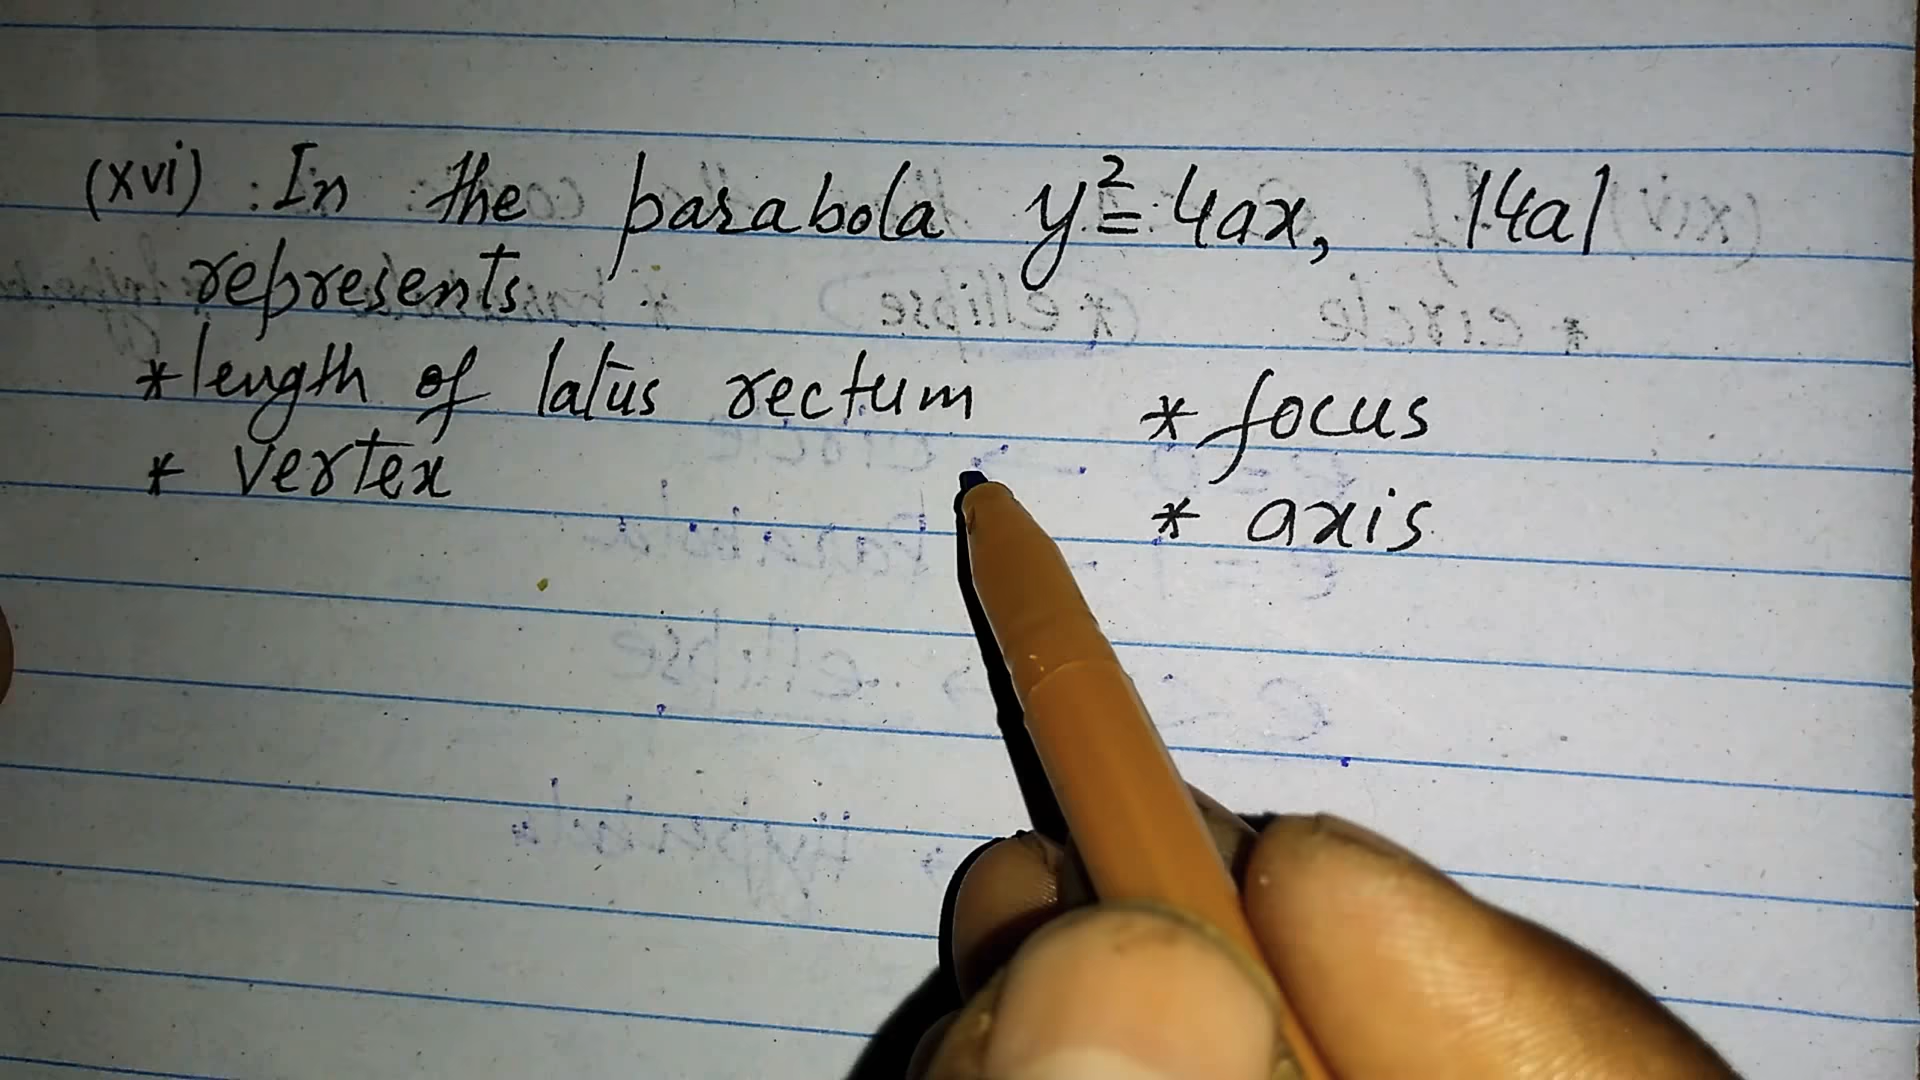 (xvi) : In the parabola y² = 4ax, |4a|
represents
* length of latus rectum * focus
* vertex * axis